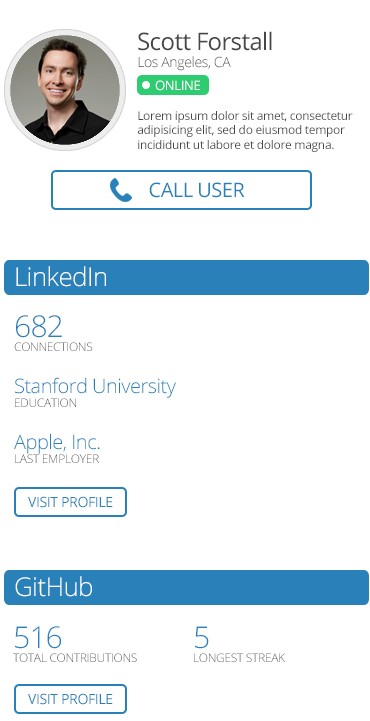 Scott Forstall
Los Angeles, CA
ONLINE
Lorem ipsum dolor sit amet, consectetur
adipisicing elit, sed do eiusmod tempor
incididunt ut labore et dolore magna.
CALL USER
LinkedIn
682
CONNECTIONS
Stanford University
EDUCATION
Apple, Inc.
LAST EMPLOYER
VISIT PROFILE
GitHub
516
TOTAL CONTRIBUTIONS
5
LONGEST STREAK
VISIT PROFILE